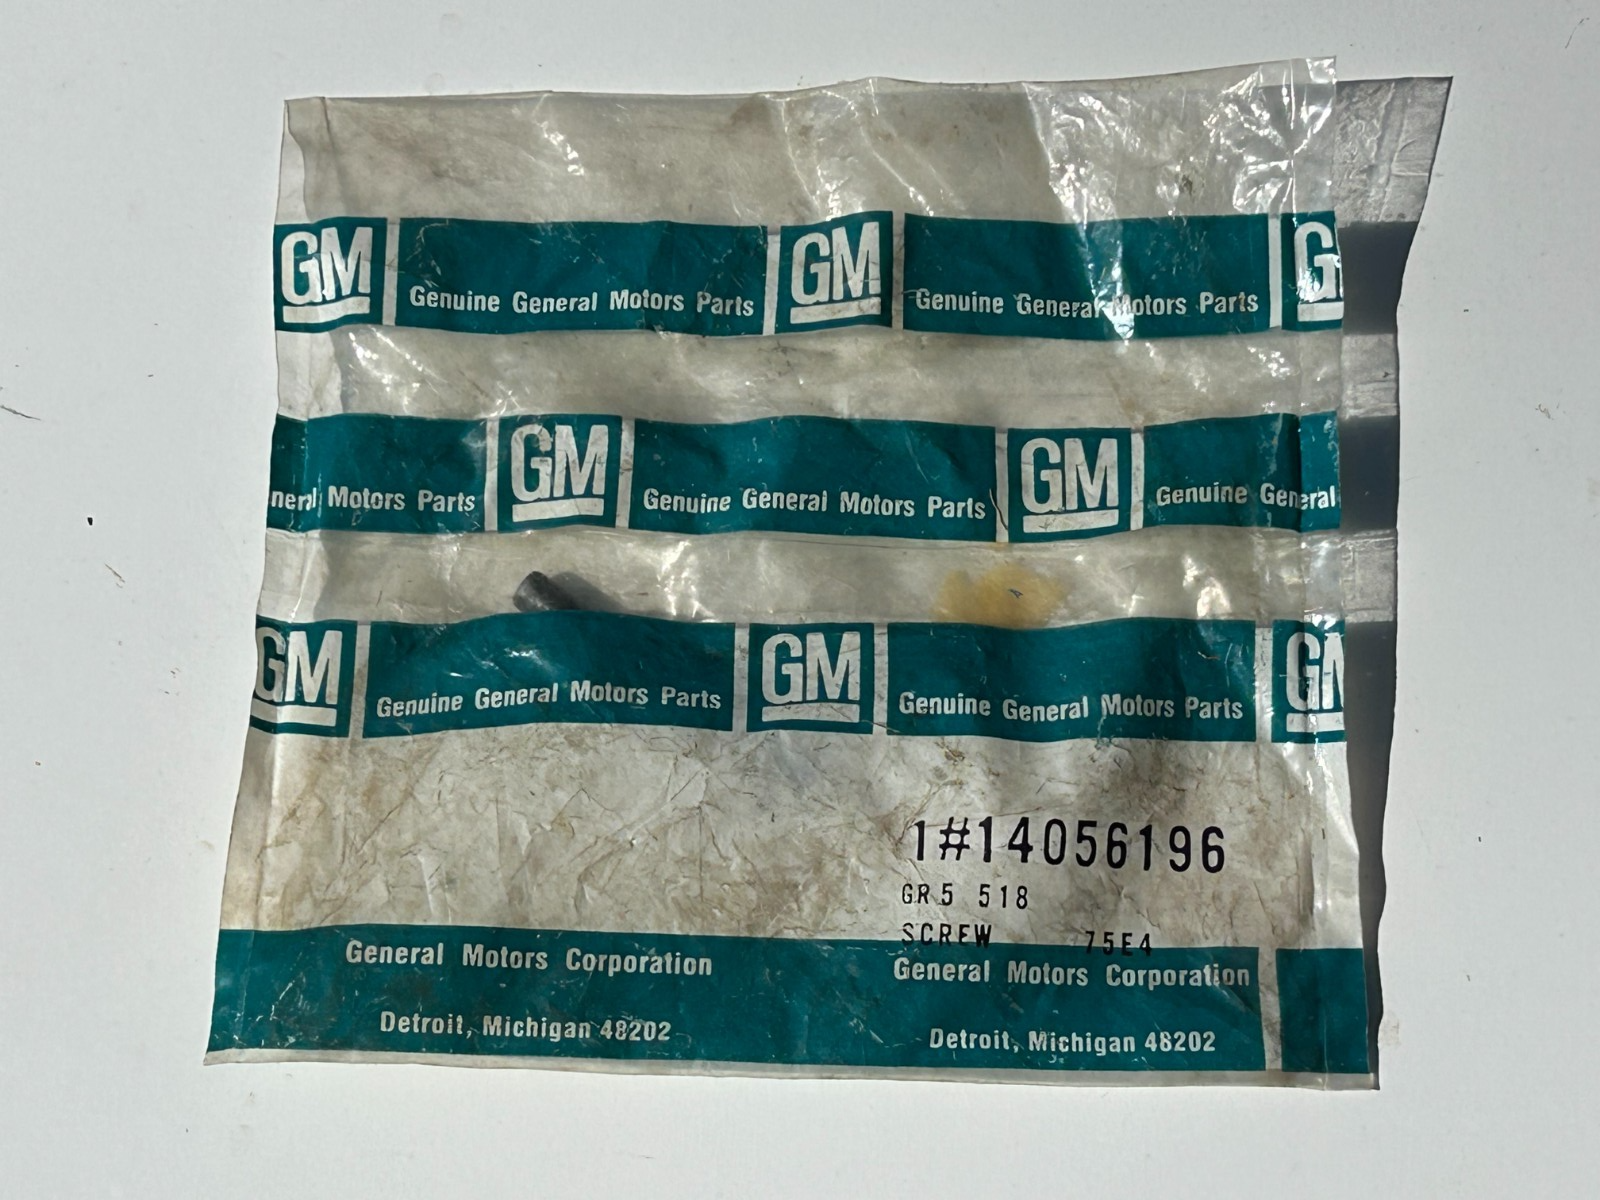 GM Genuine General Motors Parts GM Genuine General Motors Parts G
neral Motors Parts GM Genuine General Motors Parts GM Genuine General
GM Genuine General Motors Parts GM Genuine General Motors Parts GM
1#14056196
GR5 518
SCREW 75E4
General Motors Corporation General Motors Corporation
Detroit, Michigan 48202 Detroit, Michigan 48202